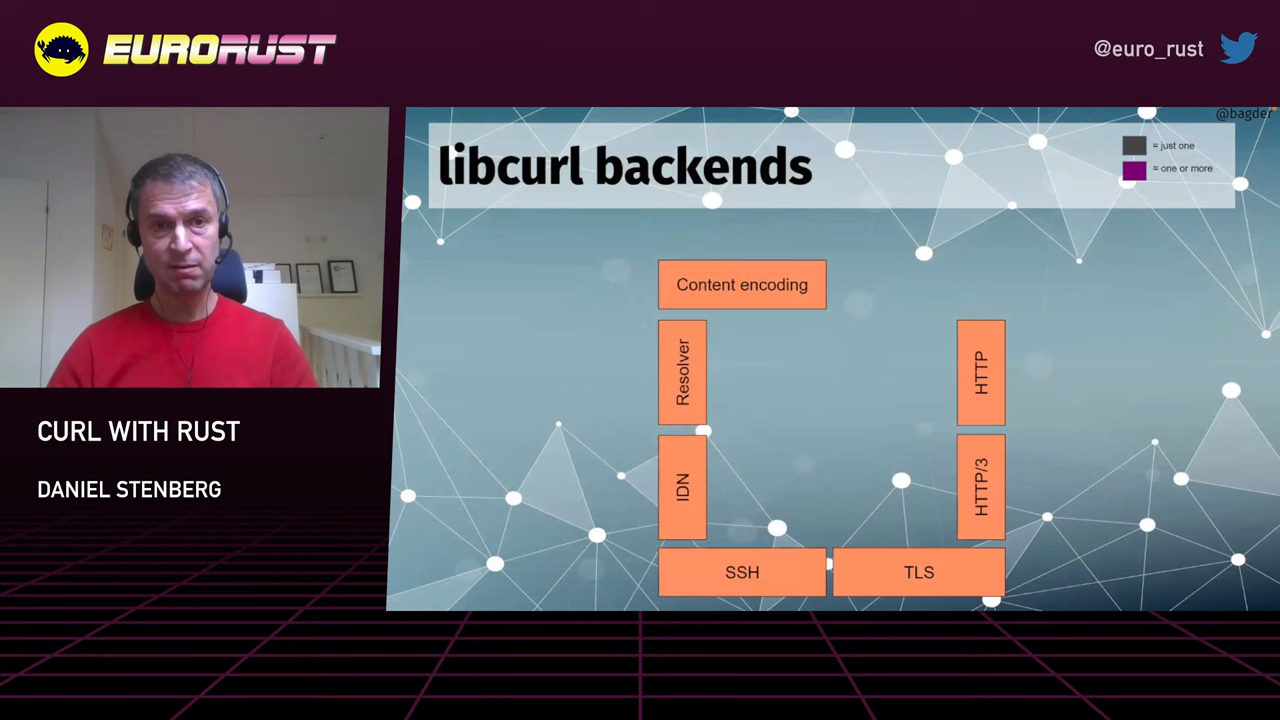 EURORUST
@euro_rust
@bagder
libcurl backends
= just one
= one or more
Content encoding
Resolver
HTTP
IDN
HTTP/3
SSH
TLS
CURL WITH RUST
DANIEL STENBERG